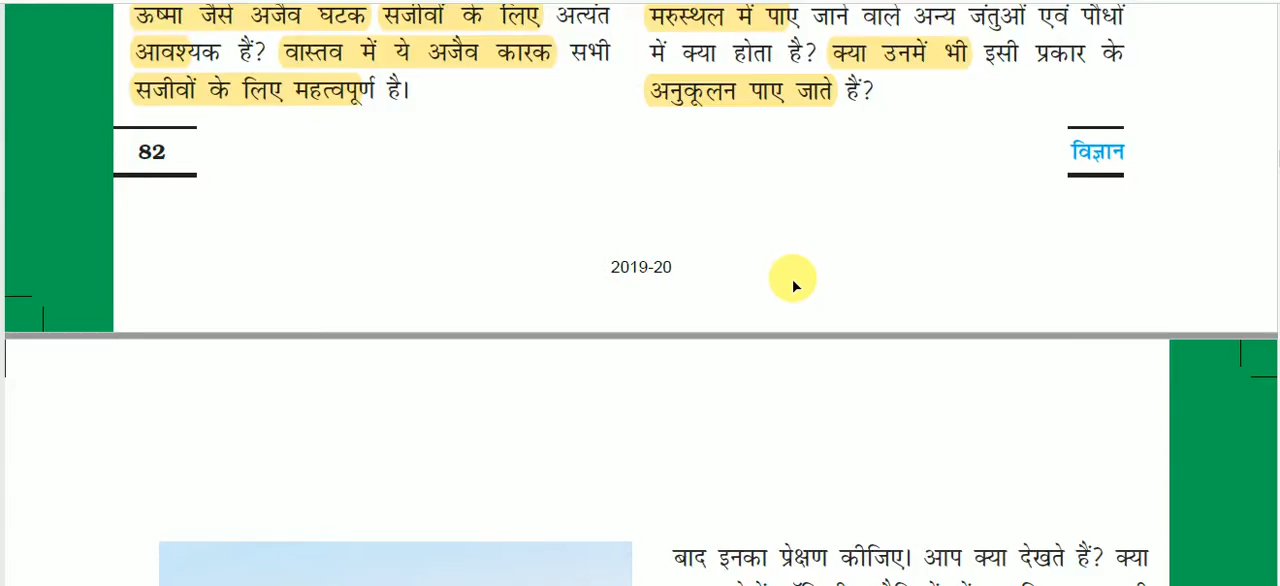 ऊष्मा जैसे अजैव घटक सजीवों के लिए अत्यंत
आवश्यक हैं? वास्तव में ये अजैव कारक सभी
सजीवों के लिए महत्वपूर्ण है।
मरुस्थल में पाए जाने वाले अन्य जंतुओं एवं पौधों
में क्या होता है? क्या उनमें भी इसी प्रकार के
अनुकूलन पाए जाते हैं?
82
विज्ञान
2019-20
बाद इनका प्रेक्षण कीजिए। आप क्या देखते हैं? क्या